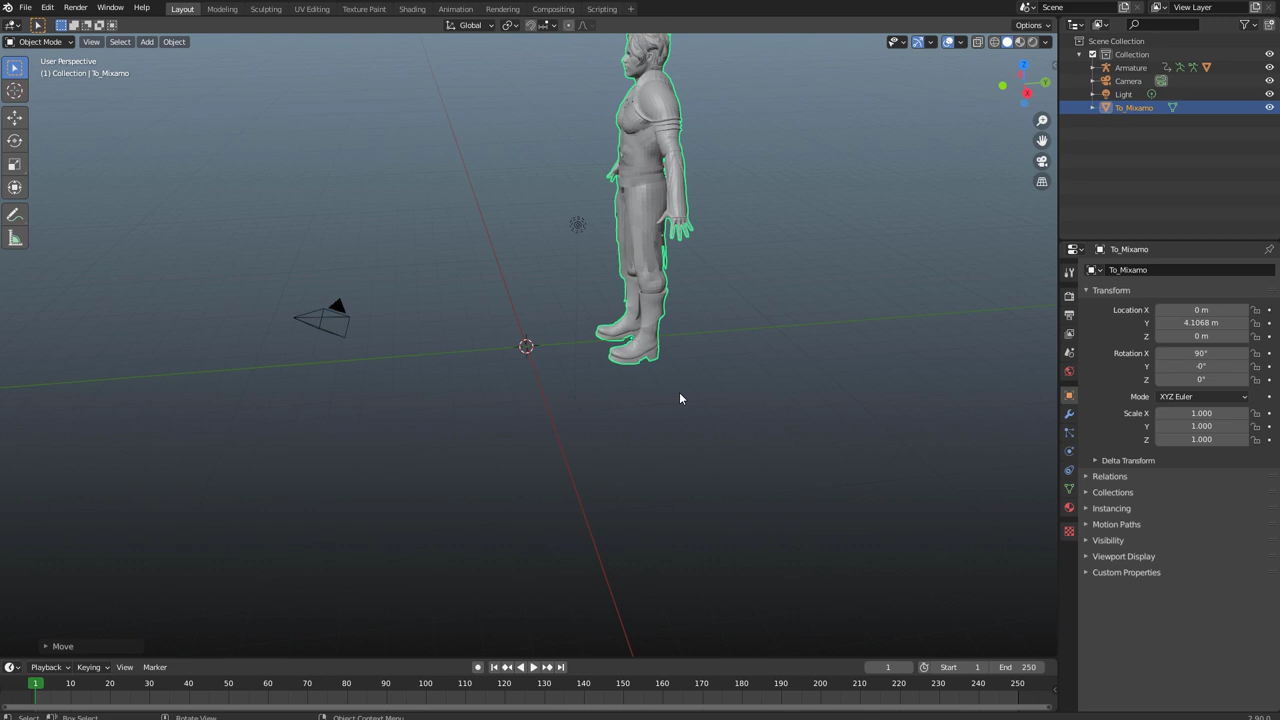 File Edit Render Window Help Layout Modeling Sculpting UV Editing Texture Paint Shading Animation Rendering Compositing Scripting + Scene View Layer
Global Options
Object Mode View Select Add Object
User Perspective
(1) Collection | To_Mixamo
Z
Y
X
Scene Collection
Collection
Armature
Camera
Light
To_Mixamo
To_Mixamo
To_Mixamo
Transform
Location X 0 m
Y 4.1068 m
Z 0 m
Rotation X 90°
Y -0°
Z 0°
Mode XYZ Euler
Scale X 1.000
Y 1.000
Z 1.000
Delta Transform
Relations
Collections
Instancing
Motion Paths
Visibility
Viewport Display
Custom Properties
Move
Playback Keying View Marker 1 Start 1 End 250
1 10 20 30 40 50 60 70 80 90 100 110 120 130 140 150 160 170 180 190 200 210 220 230 240 250
Select Box Select Rotate View Object Context Menu 2.90.0